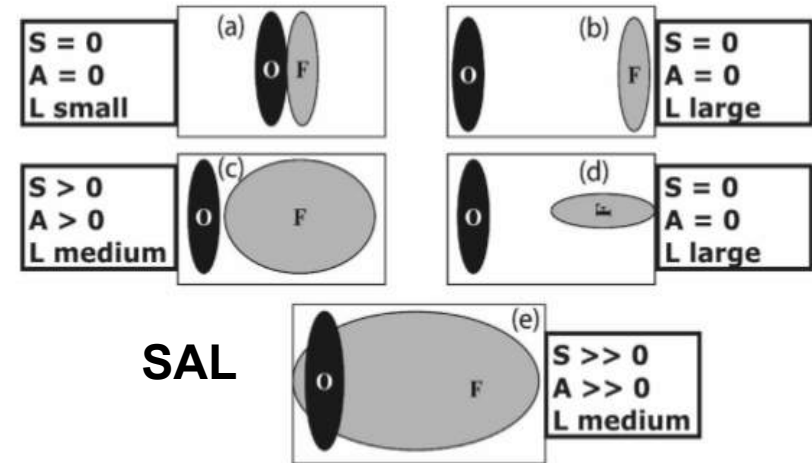 S = 0
A = 0
L small
(a)
O F
(b)
O F
S = 0
A = 0
L large
S > 0
A > 0
L medium
(c)
O F
(d)
O F
S = 0
A = 0
L large
SAL
(e)
O F
S >> 0
A >> 0
L medium